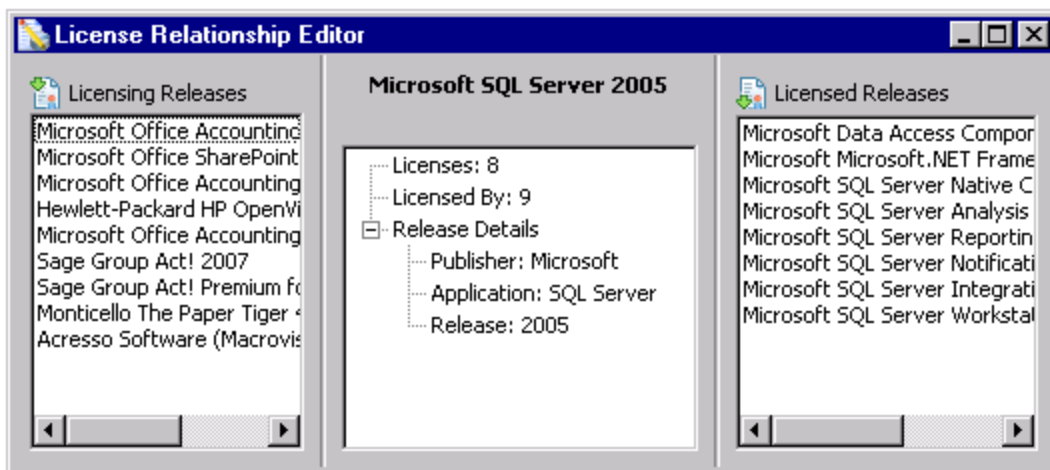 License Relationship Editor
Licensing Releases
Microsoft Office Accounting
Microsoft Office SharePoint
Microsoft Office Accounting
Hewlett-Packard HP OpenVi
Microsoft Office Accounting
Sage Group Act! 2007
Sage Group Act! Premium fo
Monticello The Paper Tiger
Acresso Software (Macrovis
Microsoft SQL Server 2005
Licenses: 8
Licensed By: 9
Release Details
Publisher: Microsoft
Application: SQL Server
Release: 2005
Licensed Releases
Microsoft Data Access Compor
Microsoft Microsoft.NET Frame
Microsoft SQL Server Native C
Microsoft SQL Server Analysis
Microsoft SQL Server Reportin
Microsoft SQL Server Notificati
Microsoft SQL Server Integrati
Microsoft SQL Server Workstat